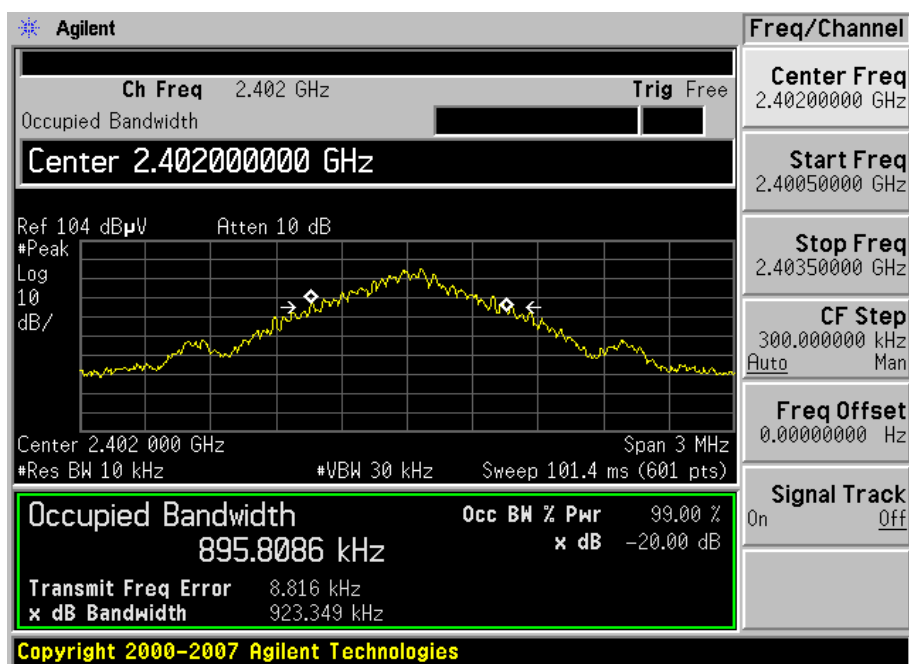 Agilent
Freq/Channel
Ch Freq 2.402 GHz Trig Free
Occupied Bandwidth
Center 2.402000000 GHz
Ref 104 dBµV Atten 10 dB
#Peak
Log
10
dB/
Center 2.402 000 GHz Span 3 MHz
#Res BW 10 kHz #VBW 30 kHz Sweep 101.4 ms (601 pts)
Occupied Bandwidth
895.8086 kHz
Occ BW % Pwr 99.00 %
x dB -20.00 dB
Transmit Freq Error 8.816 kHz
x dB Bandwidth 923.349 kHz
Center Freq
2.40200000 GHz
Start Freq
2.40050000 GHz
Stop Freq
2.40350000 GHz
CF Step
300.000000 kHz
Auto Man
Freq Offset
0.00000000 Hz
Signal Track
On Off
Copyright 2000-2007 Agilent Technologies